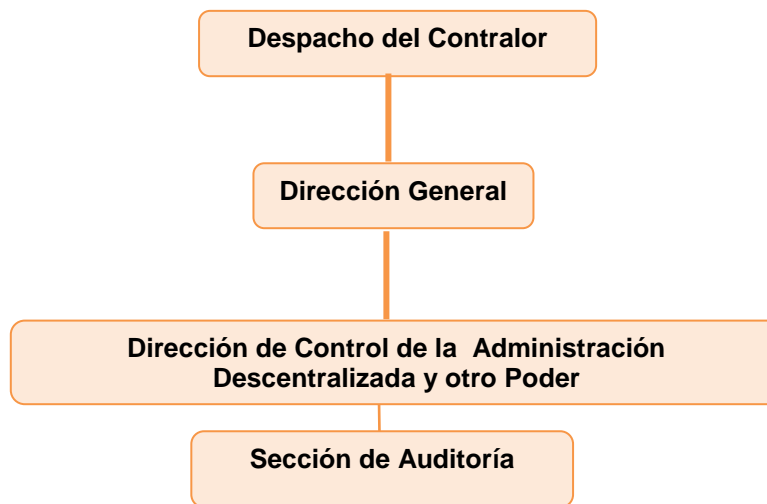 Despacho del Contralor
Dirección General
Dirección de Control de la  Administración
Descentralizada y otro Poder
Sección de Auditoría